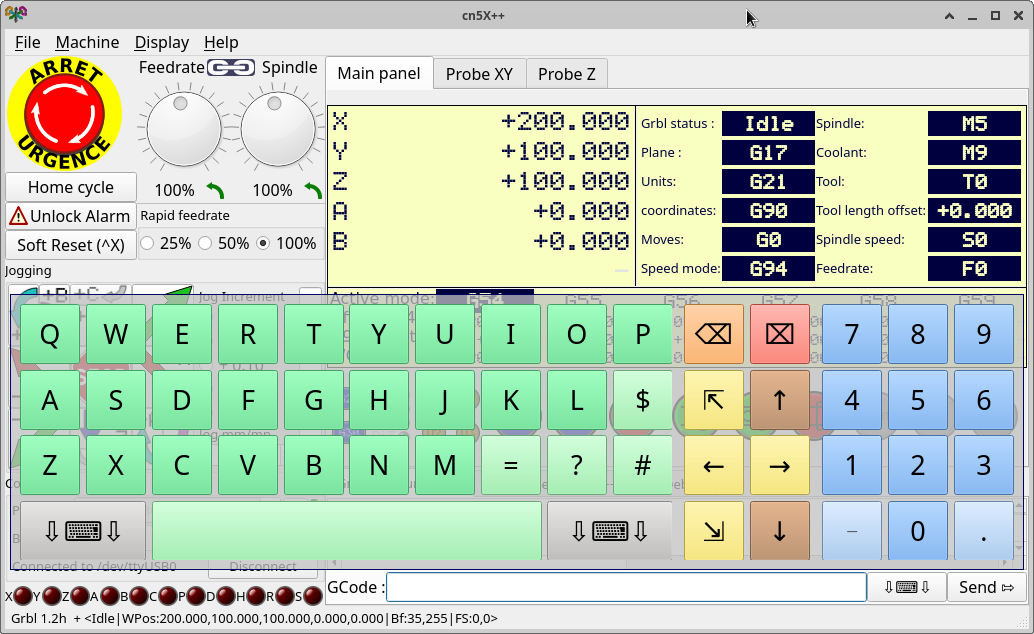 cn5X++
File Machine Display Help
ARRET
URGENCE
Feedrate Spindle
100% 100%
Home cycle
Unlock Alarm
Soft Reset (^X)
Rapid feedrate
25% 50% 100%
Jogging
Main panel Probe XY Probe Z
X +200.000
Y +100.000
Z +100.000
A +0.000
B +0.000
Grbl status : Idle Spindle: M5
Plane : G17 Coolant: M9
Units: G21 Tool: T0
coordinates: G90 Tool length offset: +0.000
Moves: G0 Spindle speed: S0
Speed mode: G94 Feedrate: F0
+B +C Jog Increment
Active mode: G54 G55 G56 G57 G58 G59
Q W E R T Y U I O P ⌫ ⌧ 7 8 9
A S D F G H J K L $ ⇱ ↑ 4 5 6
Z X C V B N M = ? # ← → 1 2 3
⇩⌨⇩ ⇩⌨⇩ ⇲ ↓ − 0 .
Connected to /dev/ttyUSB0 Disconnect
GCode : ⇩⌨⇩ Send ⇨
X Y Z A B C P D H R S
Grbl 1.2h + <Idle|WPos:200.000,100.000,100.000,0.000,0.000|Bf:35,255|FS:0,0>